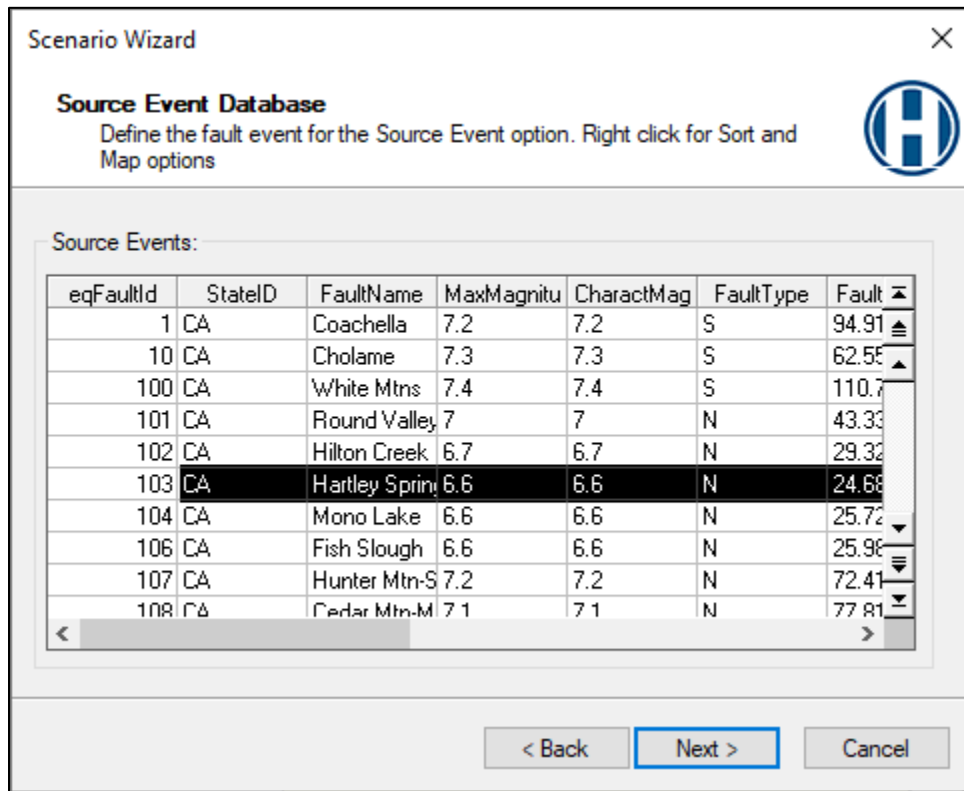 Scenario Wizard
Source Event Database
Define the fault event for the Source Event option. Right click for Sort and
Map options
Source Events:
eqFaultId StateID FaultName MaxMagnitu CharactMag FaultType Fault
1 CA Coachella 7.2 7.2 S 94.91
10 CA Cholame 7.3 7.3 S 62.55
100 CA White Mtns 7.4 7.4 S 110.7
101 CA Round Valley 7 7 N 43.33
102 CA Hilton Creek 6.7 6.7 N 29.32
103 CA Hartley Spring 6.6 6.6 N 24.68
104 CA Mono Lake 6.6 6.6 N 25.72
106 CA Fish Slough 6.6 6.6 N 25.98
107 CA Hunter Mtn-S 7.2 7.2 N 72.41
108 CA Cedar Mtn-M 7.1 7.1 N 77.81
< Back Next > Cancel